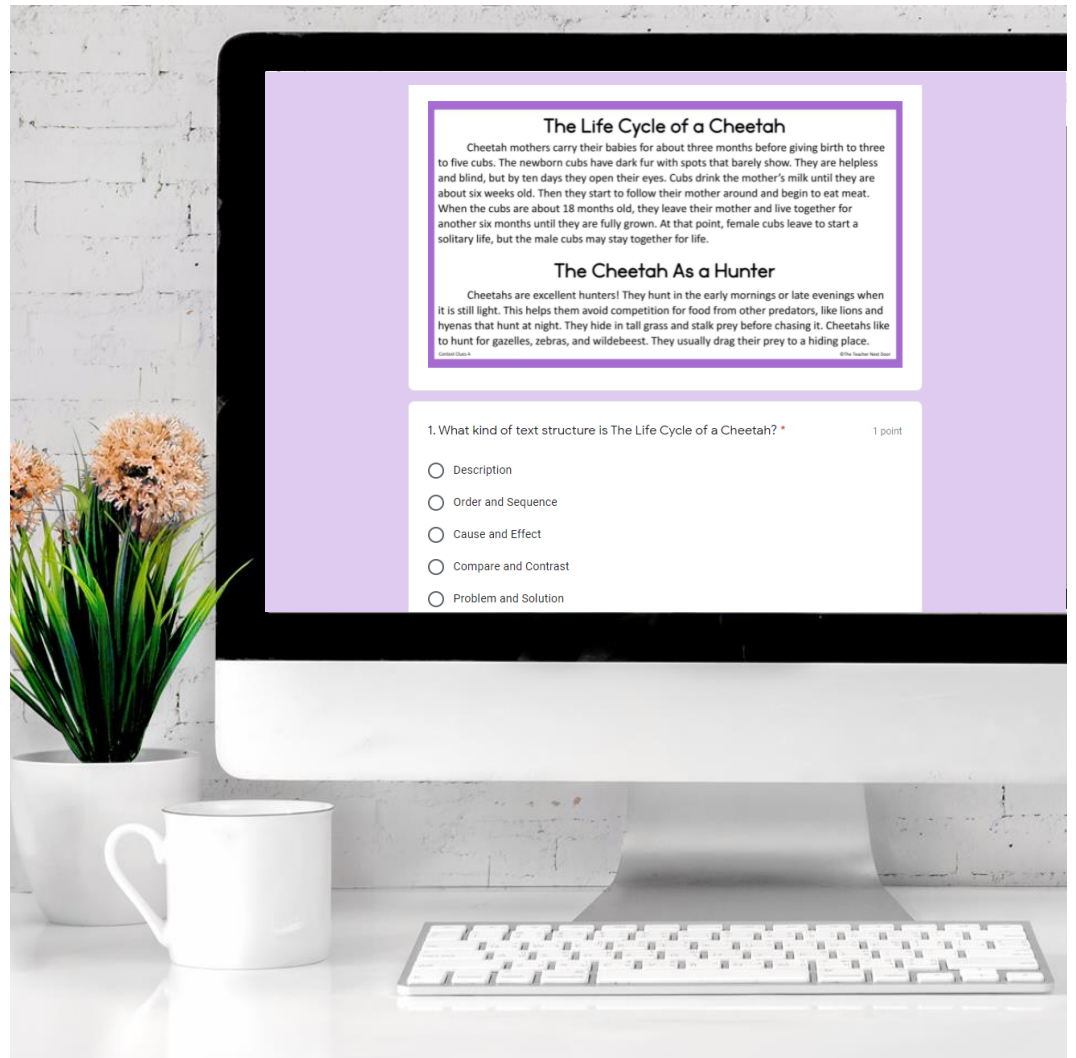 The Life Cycle of a Cheetah
Cheetah mothers carry their babies for about three months before giving birth to three
to five cubs. The newborn cubs have dark fur with spots that barely show. They are helpless
and blind, but by ten days they open their eyes. Cubs drink the mother's milk until they are
about six weeks old. Then they start to follow their mother around and begin to eat meat.
When the cubs are about 18 months old, they leave their mother and live together for
another six months until they are fully grown. At that point, female cubs leave to start a
solitary life, but the male cubs may stay together for life.
The Cheetah As a Hunter
Cheetahs are excellent hunters! They hunt in the early mornings or late evenings when
it is still light. This helps them avoid competition for food from other predators, like lions and
hyenas that hunt at night. They hide in tall grass and stalk prey before chasing it. Cheetahs like
to hunt for gazelles, zebras, and wildebeest. They usually drag their prey to a hiding place.
Context Clues 4 ©The Teacher Next Door
1. What kind of text structure is The Life Cycle of a Cheetah? * 1 point
Description
Order and Sequence
Cause and Effect
Compare and Contrast
Problem and Solution